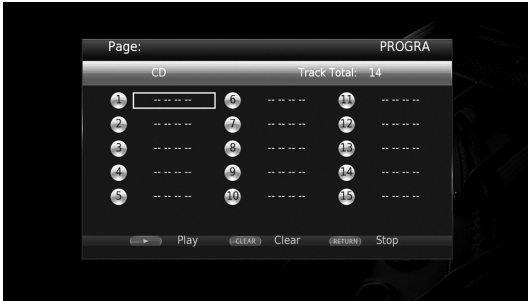 Page: PROGRA
CD Track Total: 14
1 -- -- -- -- 6 -- -- -- -- 11 -- -- -- --
2 -- -- -- -- 7 -- -- -- -- 12 -- -- -- --
3 -- -- -- -- 8 -- -- -- -- 13 -- -- -- --
4 -- -- -- -- 9 -- -- -- -- 14 -- -- -- --
5 -- -- -- -- 10 -- -- -- -- 15 -- -- -- --
Play CLEAR Clear RETURN Stop